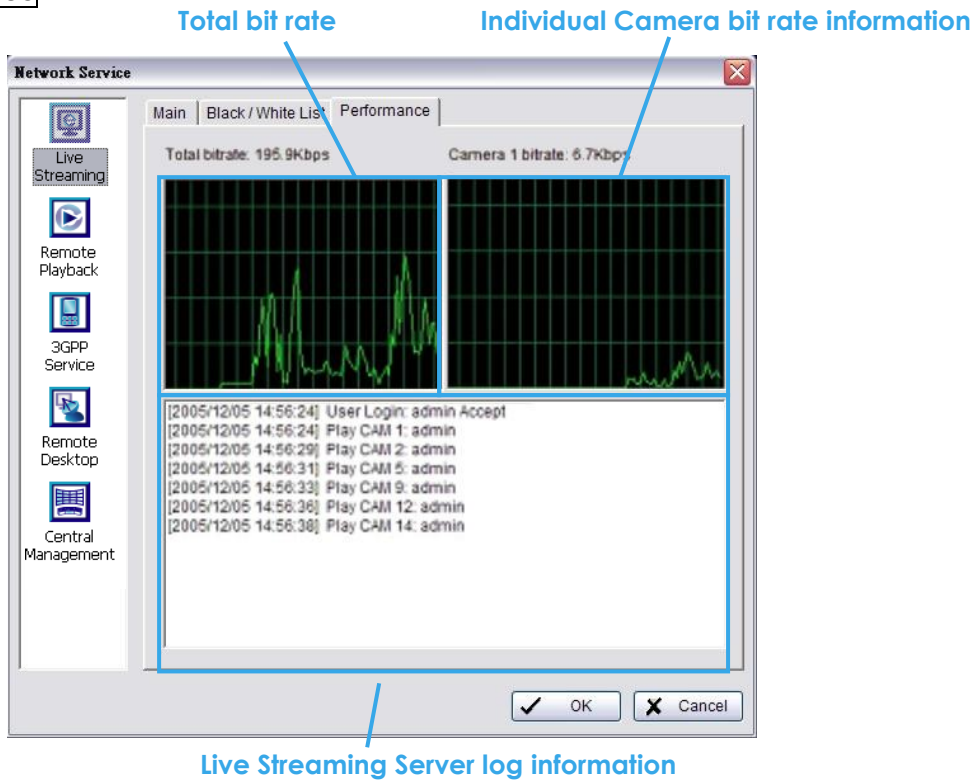 Total bit rate
Individual Camera bit rate information
Network Service
Main
Black / White List
Performance
Live
Streaming
Remote
Playback
3GPP
Service
Remote
Desktop
Central
Management
Total bitrate: 195.9Kbps
Camera 1 bitrate: 6.7Kbps
[2005/12/05 14:56:24] User Login: admin Accept
[2005/12/05 14:56:24] Play CAM 1: admin
[2005/12/05 14:56:29] Play CAM 2: admin
[2005/12/05 14:56:31] Play CAM 5: admin
[2005/12/05 14:56:33] Play CAM 9: admin
[2005/12/05 14:56:36] Play CAM 12: admin
[2005/12/05 14:56:38] Play CAM 14: admin
OK
Cancel
Live Streaming Server log information